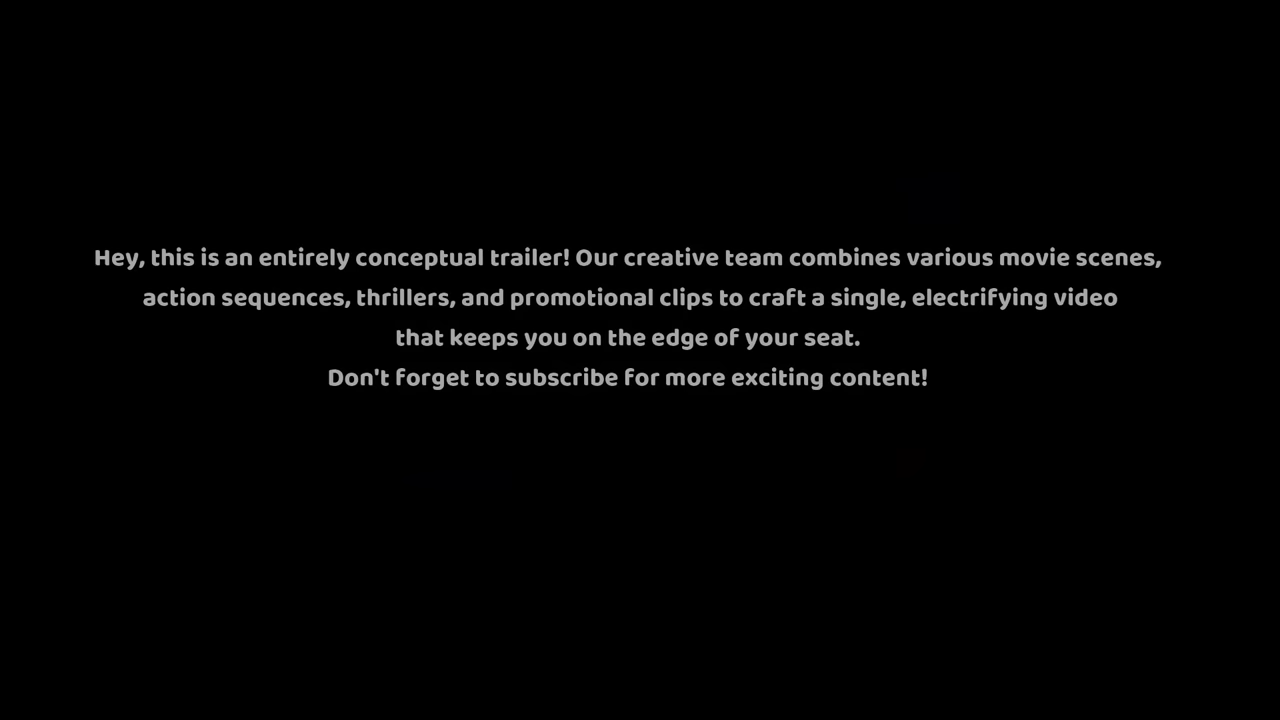 Hey, this is an entirely conceptual trailer! Our creative team combines various movie scenes,
action sequences, thrillers, and promotional clips to craft a single, electrifying video
that keeps you on the edge of your seat.
Don't forget to subscribe for more exciting content!